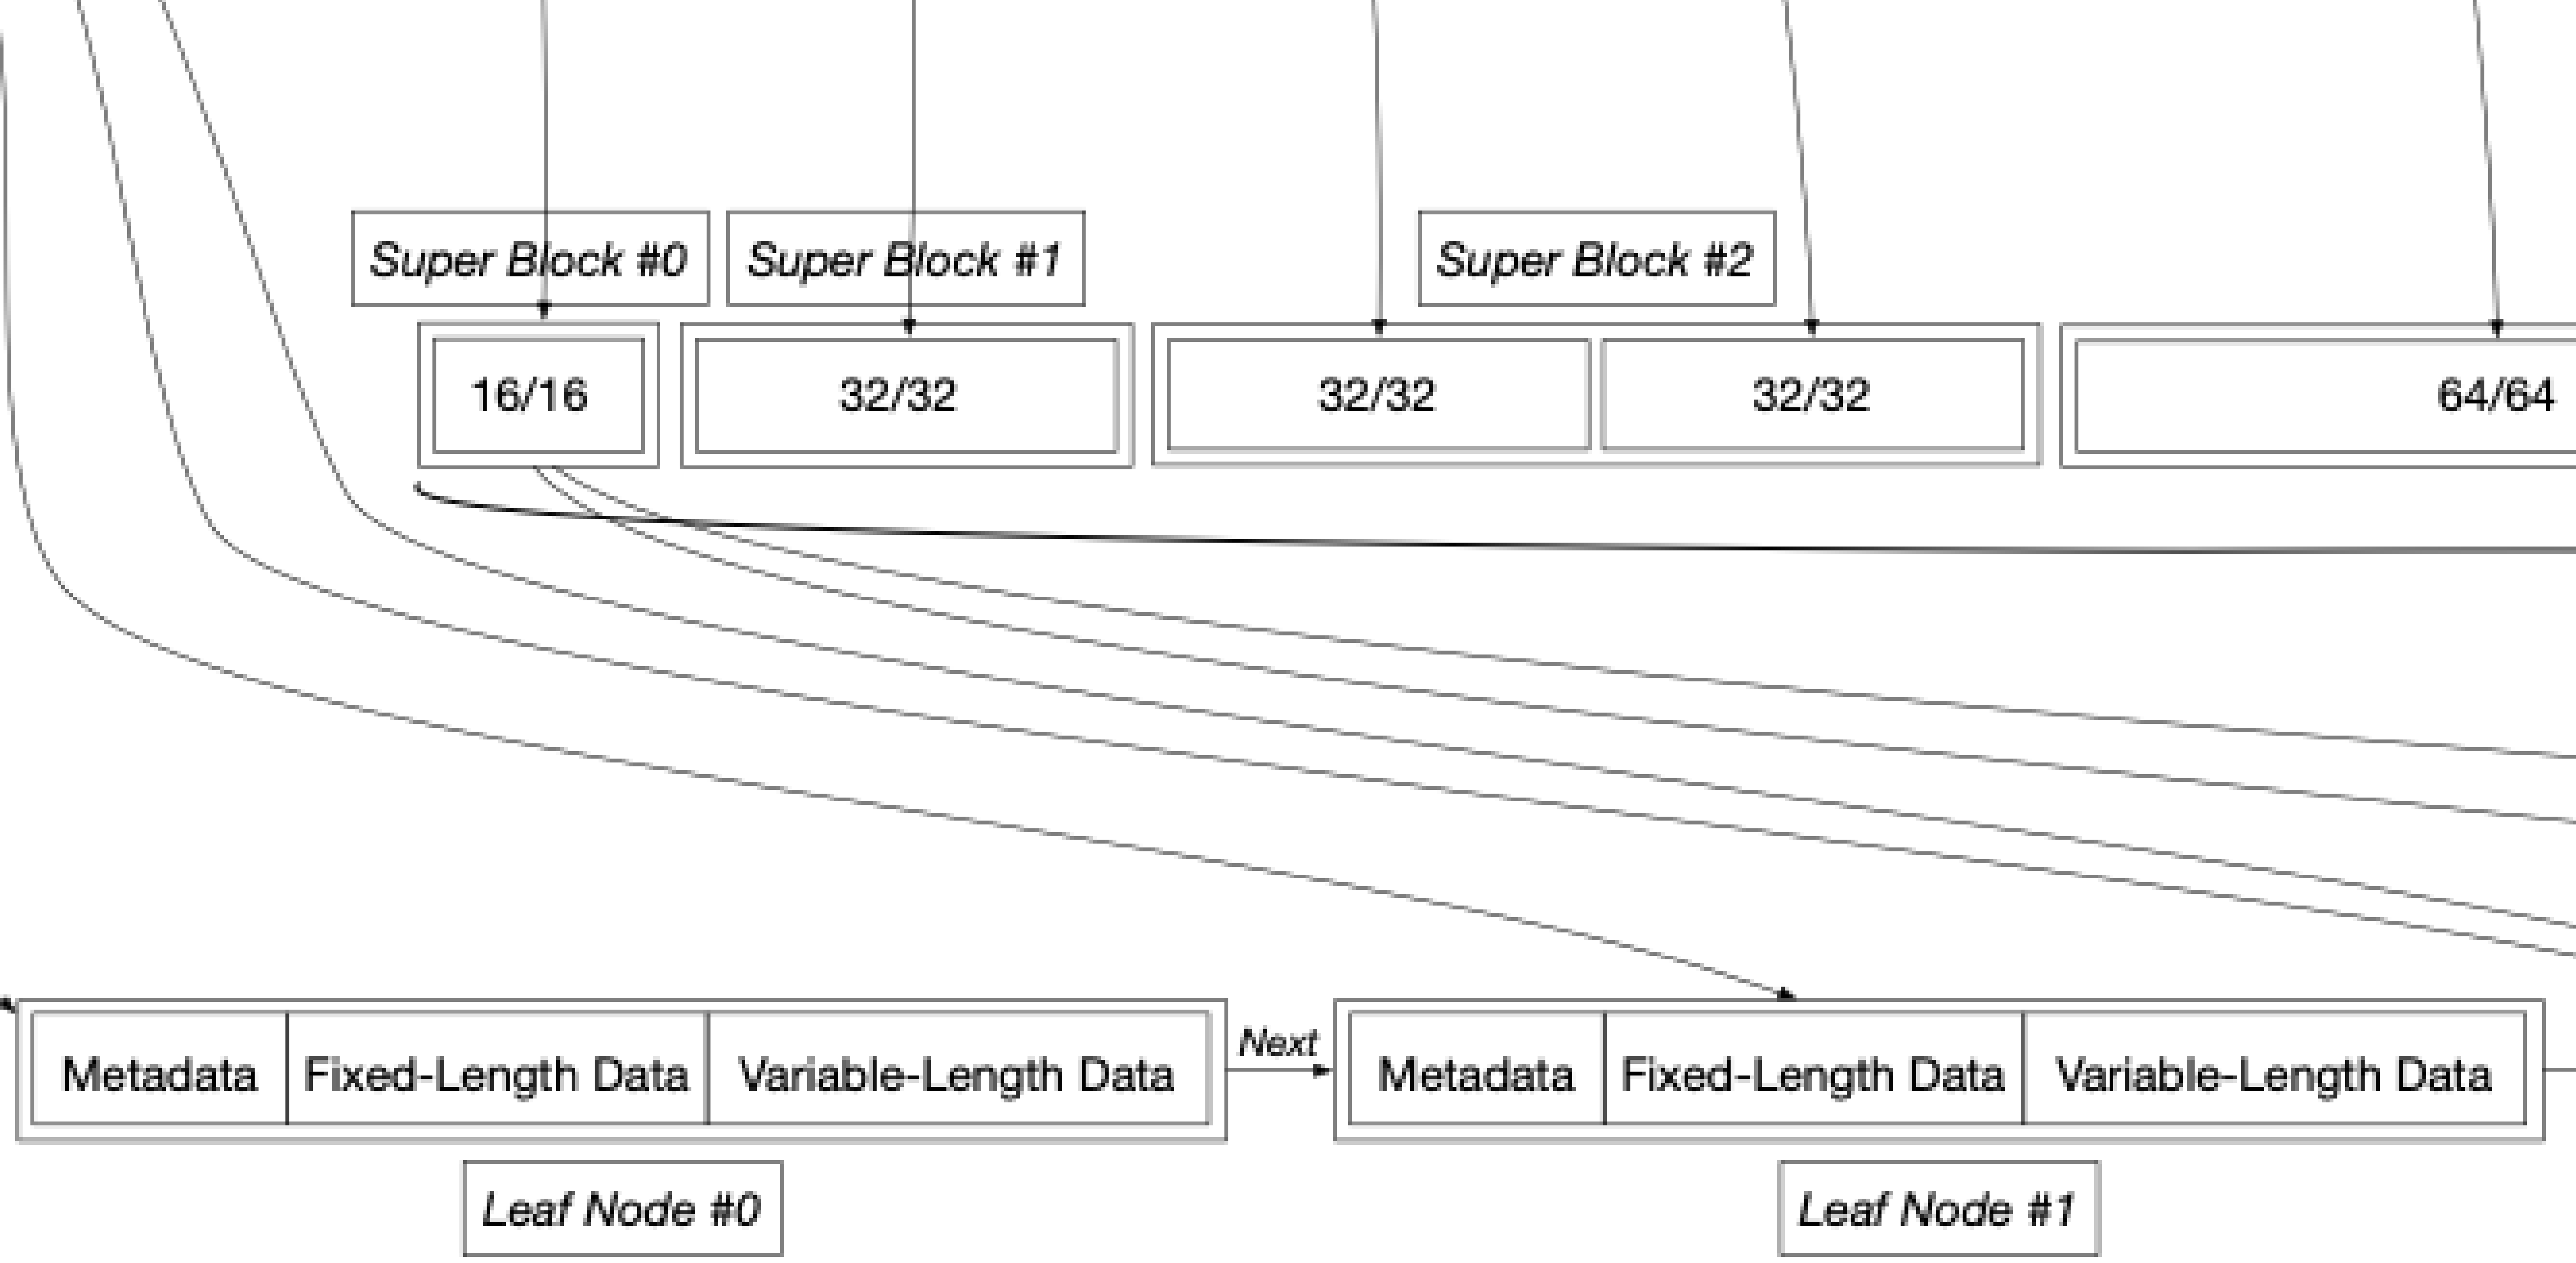 Super Block #0
Super Block #1
Super Block #2
16/16
32/32
32/32
32/32
64/64
Next
Metadata
Fixed-Length Data
Variable-Length Data
Metadata
Fixed-Length Data
Variable-Length Data
Leaf Node #0
Leaf Node #1